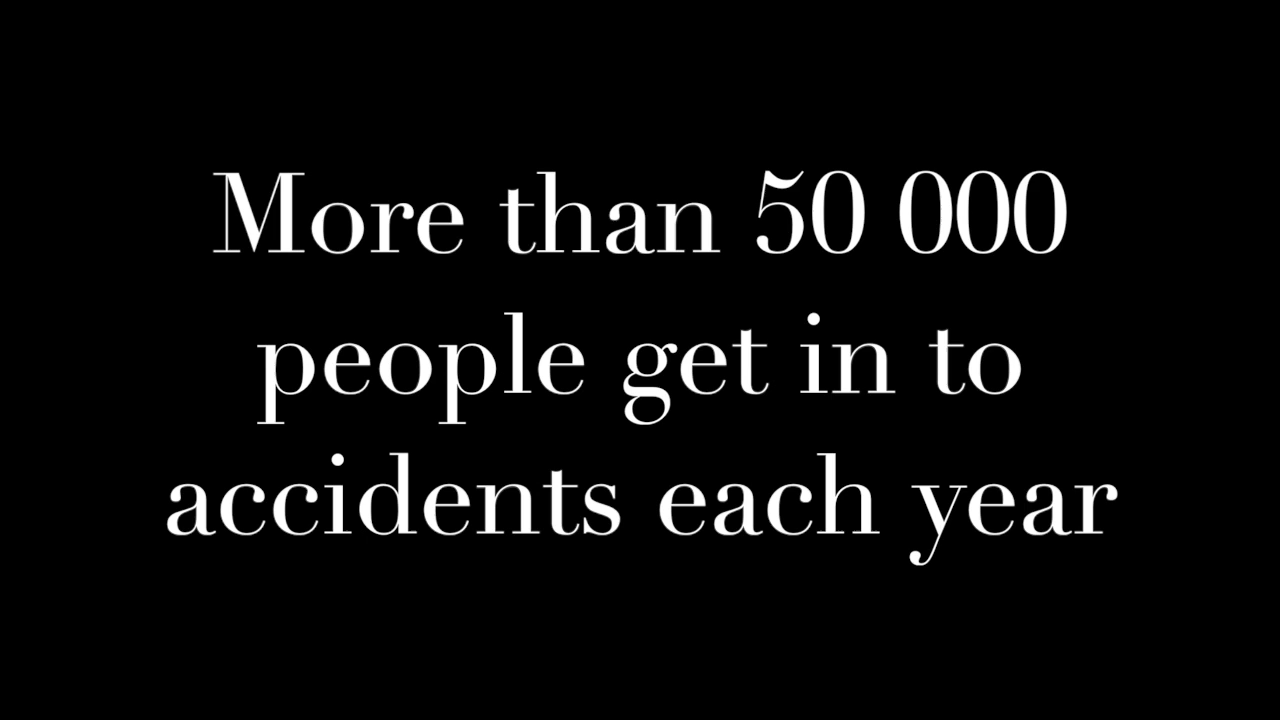 More than 50 000
people get in to
accidents each year